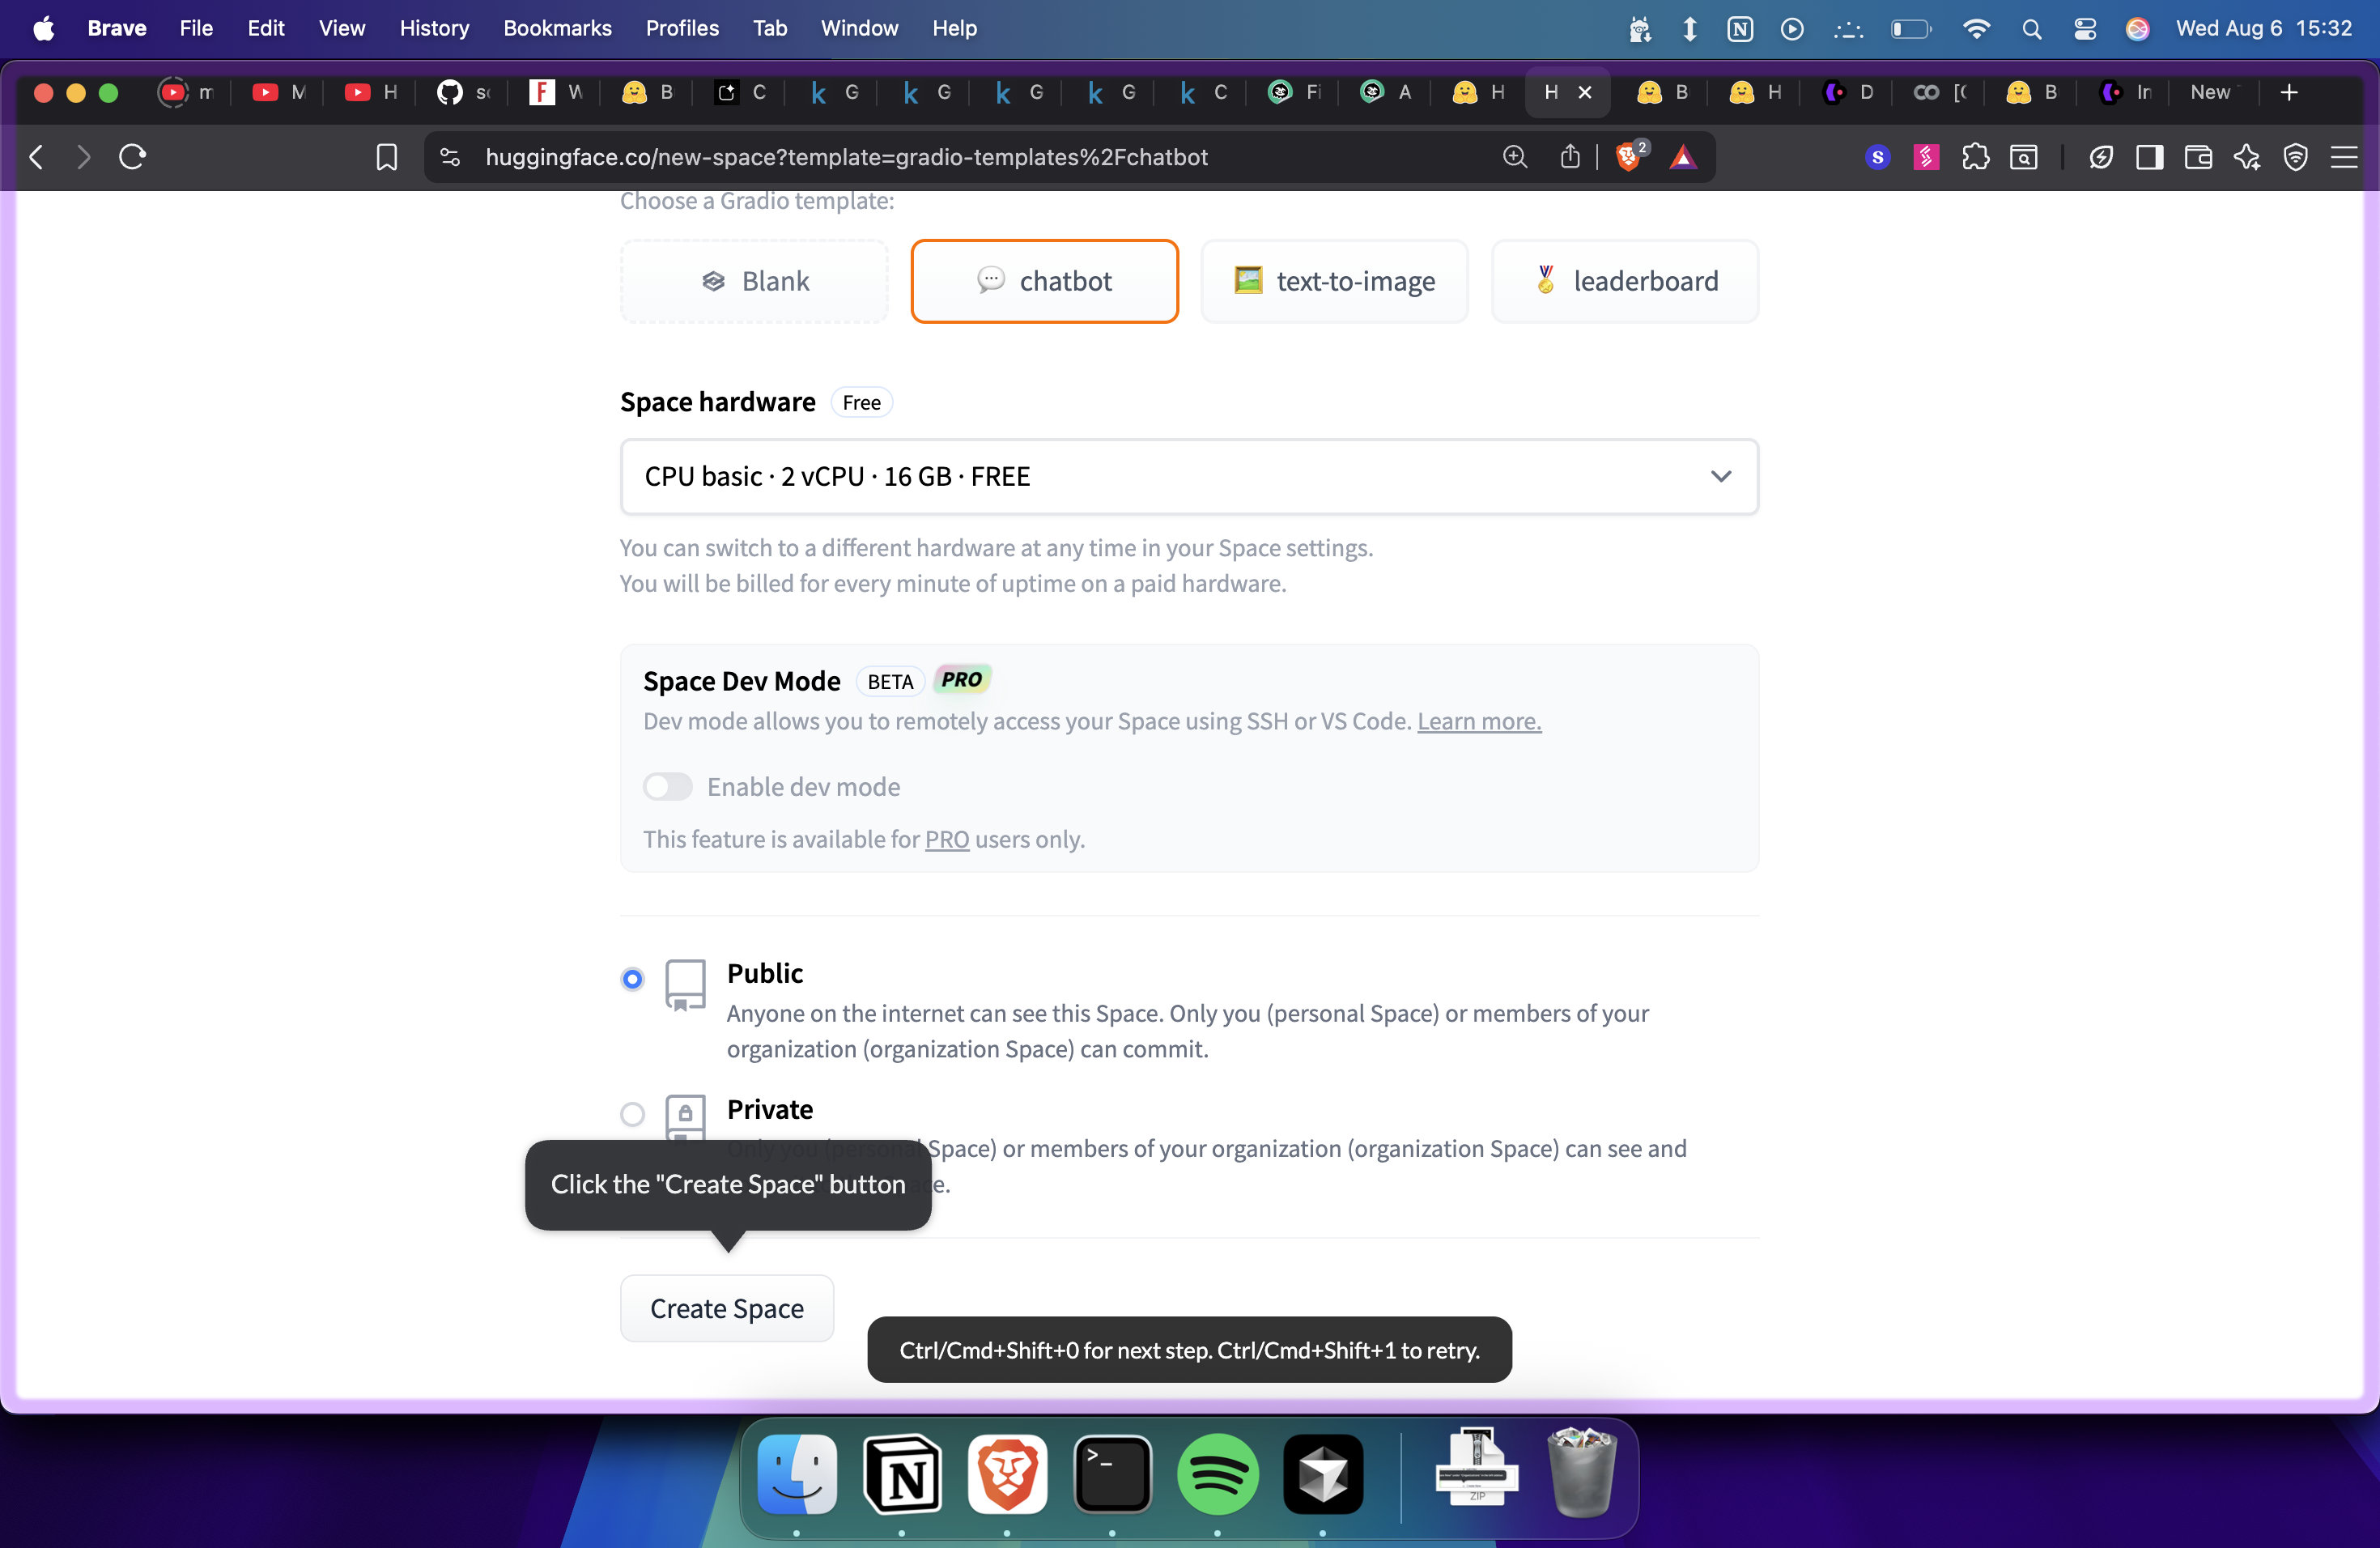 Brave File Edit View History Bookmarks Profiles Tab Window Help
Wed Aug 6 15:32
m M H W B C G G G G C Fi A H H B H D B In New
huggingface.co/new-space?template=gradio-templates%2Fchatbot
2
Choose a Gradio template:
Blank
chatbot
text-to-image
leaderboard
Space hardware Free
CPU basic · 2 vCPU · 16 GB · FREE
You can switch to a different hardware at any time in your Space settings.
You will be billed for every minute of uptime on a paid hardware.
Space Dev Mode BETA PRO
Dev mode allows you to remotely access your Space using SSH or VS Code. Learn more.
Enable dev mode
This feature is available for PRO users only.
Public
Anyone on the internet can see this Space. Only you (personal Space) or members of your
organization (organization Space) can commit.
Private
Only you (personal Space) or members of your organization (organization Space) can see and
Click the "Create Space" button
Create Space
Ctrl/Cmd+Shift+0 for next step. Ctrl/Cmd+Shift+1 to retry.
ZIP